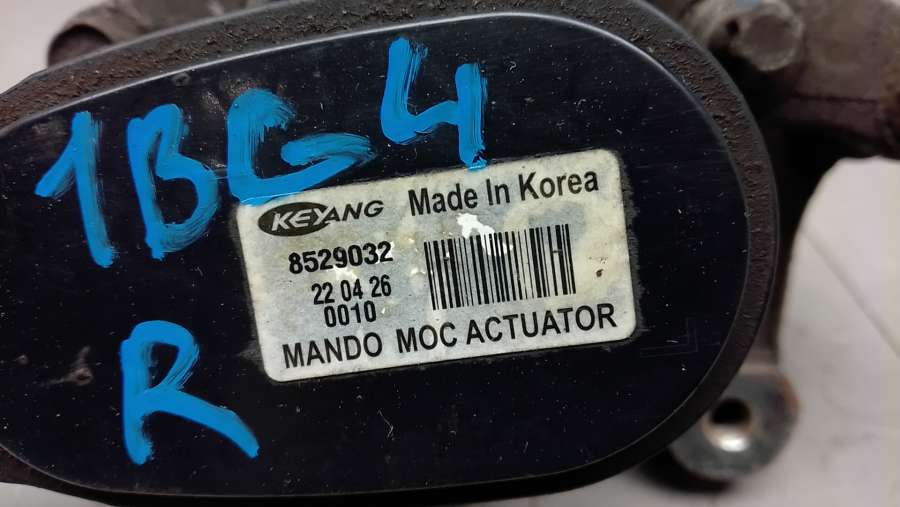 1BG4
R
KEYANG Made In Korea
8529032
22 04 26
0010
MANDO MOC ACTUATOR